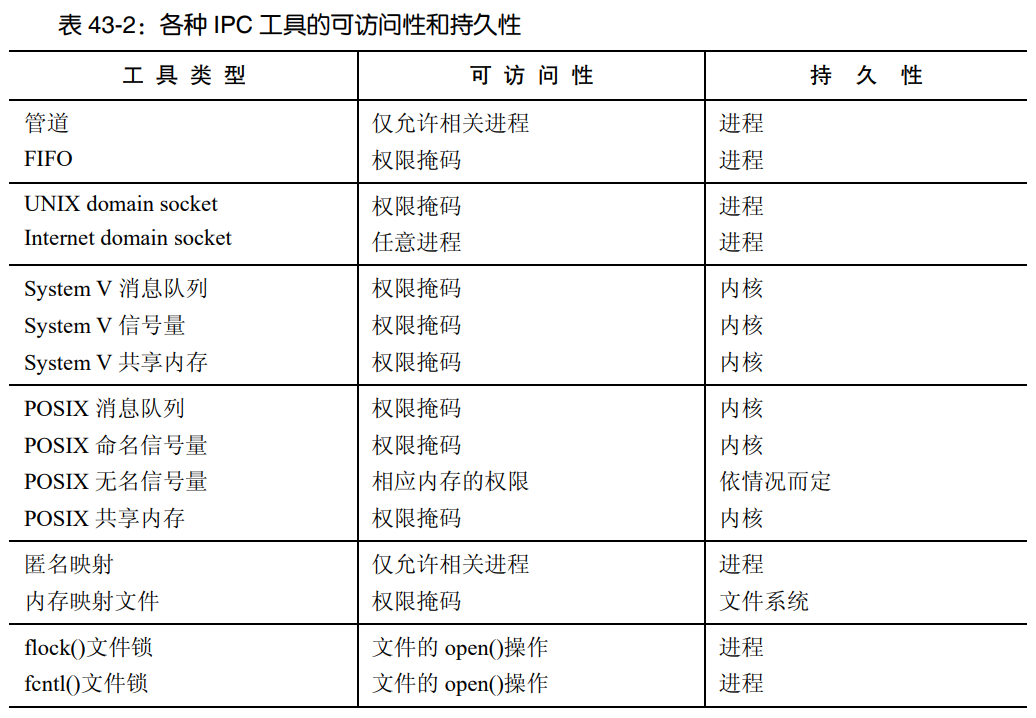 表 43-2：各种 IPC 工具的可访问性和持久性
工具类型 可访问性 持久性
管道 仅允许相关进程 进程
FIFO 权限掩码 进程
UNIX domain socket 权限掩码 进程
Internet domain socket 任意进程 进程
System V 消息队列 权限掩码 内核
System V 信号量 权限掩码 内核
System V 共享内存 权限掩码 内核
POSIX 消息队列 权限掩码 内核
POSIX 命名信号量 权限掩码 内核
POSIX 无名信号量 相应内存的权限 依情况而定
POSIX 共享内存 权限掩码 内核
匿名映射 仅允许相关进程 进程
内存映射文件 权限掩码 文件系统
flock()文件锁 文件的 open()操作 进程
fcntl()文件锁 文件的 open()操作 进程